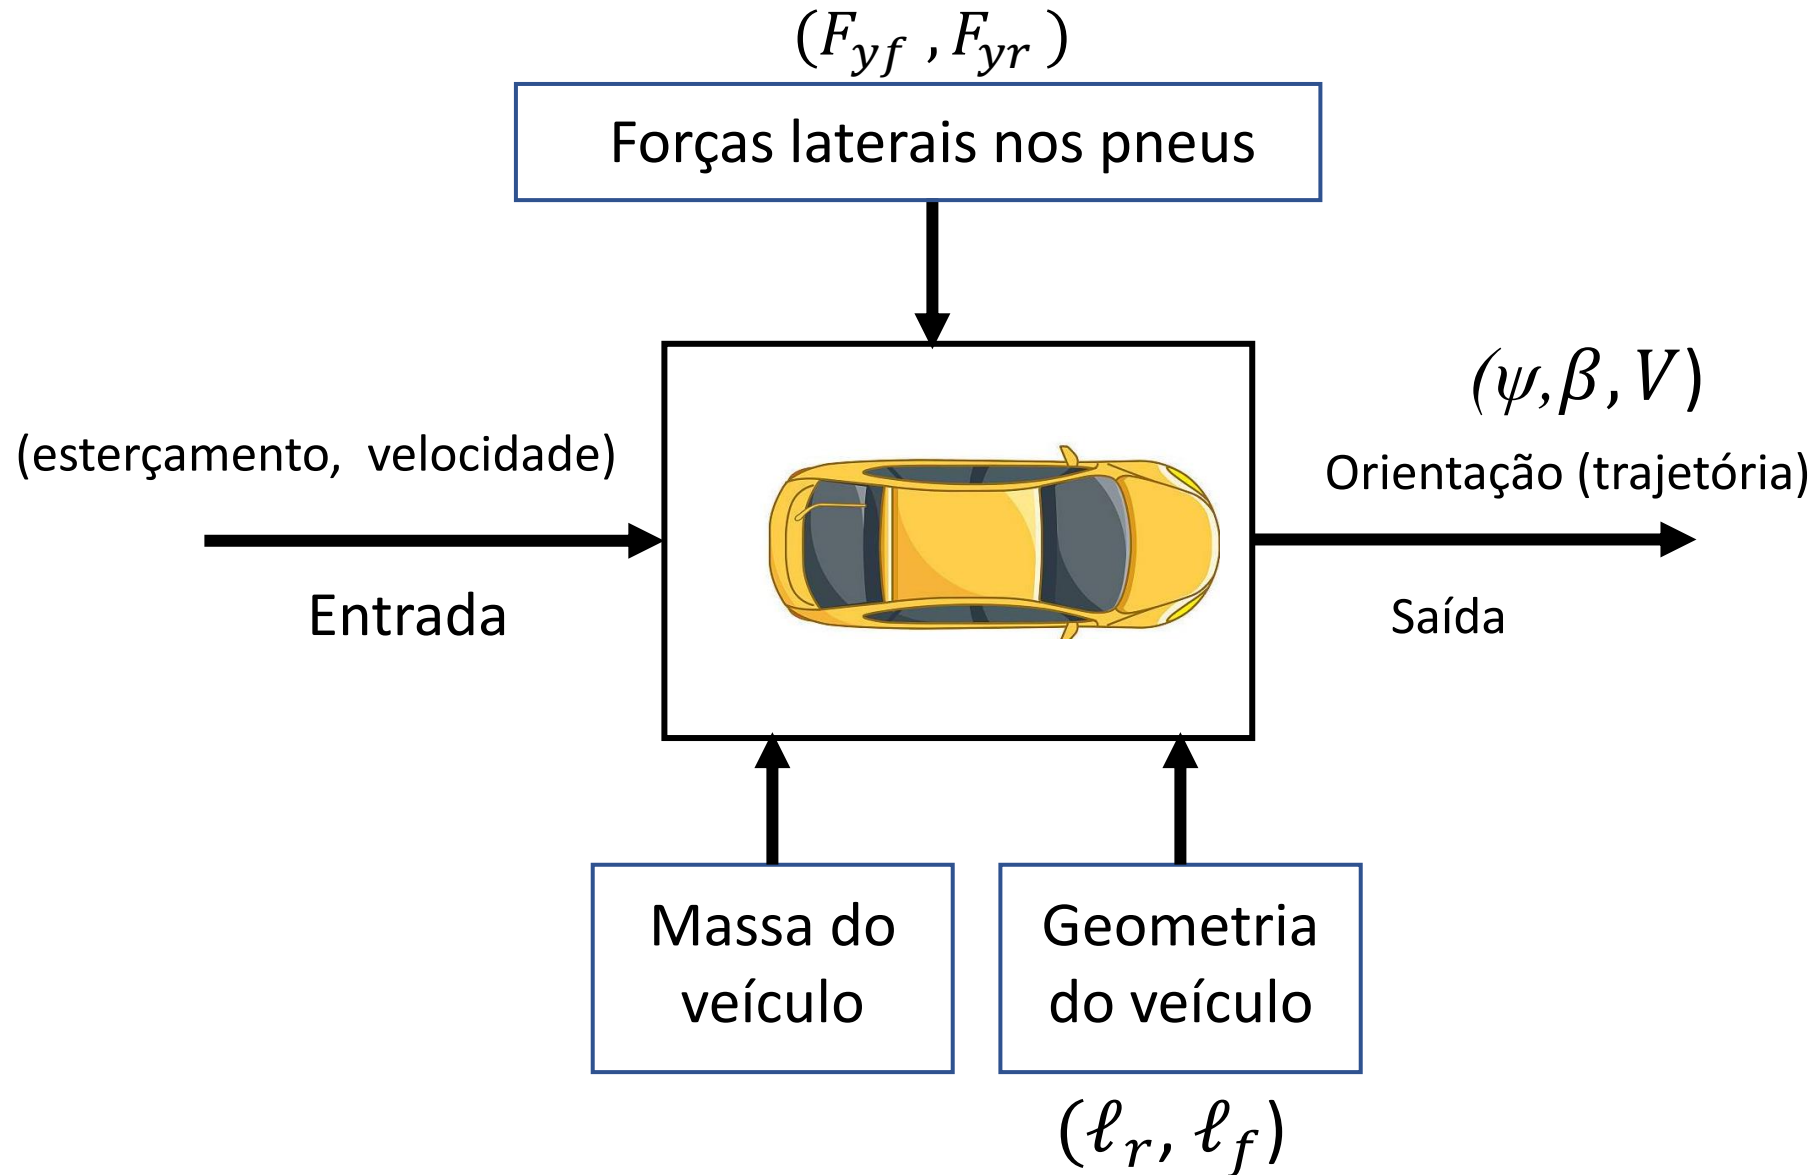 (F_yf , F_yr )
Forças laterais nos pneus
(ψ,β,V)
(esterçamento, velocidade)
Orientação (trajetória)
Entrada
Saída
Massa do
veículo
Geometria
do veículo
(ℓ_r, ℓ_f)